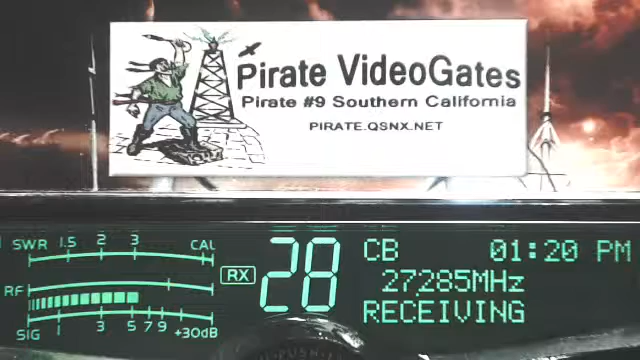 Pirate VideoGates
Pirate #9 Southern California
PIRATE.QSNX.NET
SWR 1.5 2 3 CAL
RF
SIG 1 3 5 7 9 +30dB
RX
28
CB 01:20 PM
27285MHz
RECEIVING
PUSH